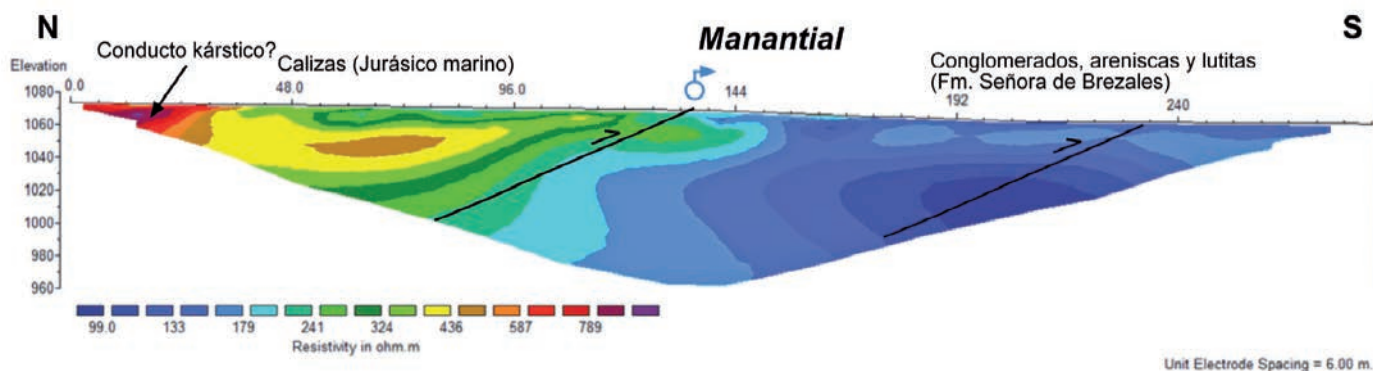 N
S
Manantial
Conducto kárstico?
Calizas (Jurásico marino)
Conglomerados, areniscas y lutitas
(Fm. Señora de Brezales)
Elevation
0.0 48.0 96.0 144 192 240
1080
1060
1040
1020
1000
980
960
99.0 133 179 241 324 436 587 789
Resistivity in ohm.m
Unit Electrode Spacing = 6.00 m.